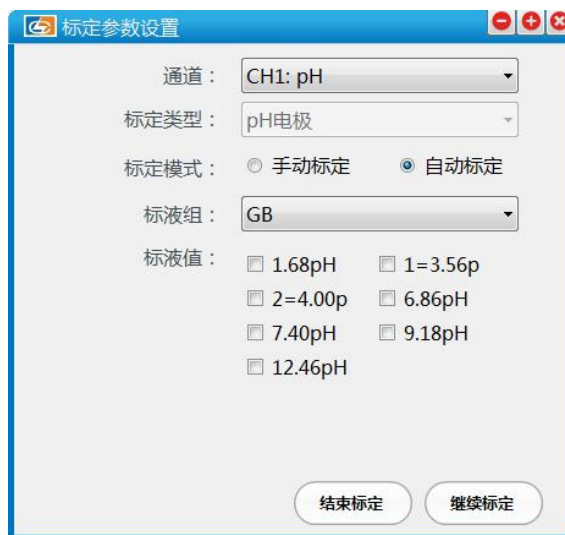 标定参数设置
通道： CH1: pH
标定类型： pH电极
标定模式： 手动标定 自动标定
标液组： GB
标液值： 1.68pH 1=3.56p
2=4.00p 6.86pH
7.40pH 9.18pH
12.46pH
结束标定 继续标定